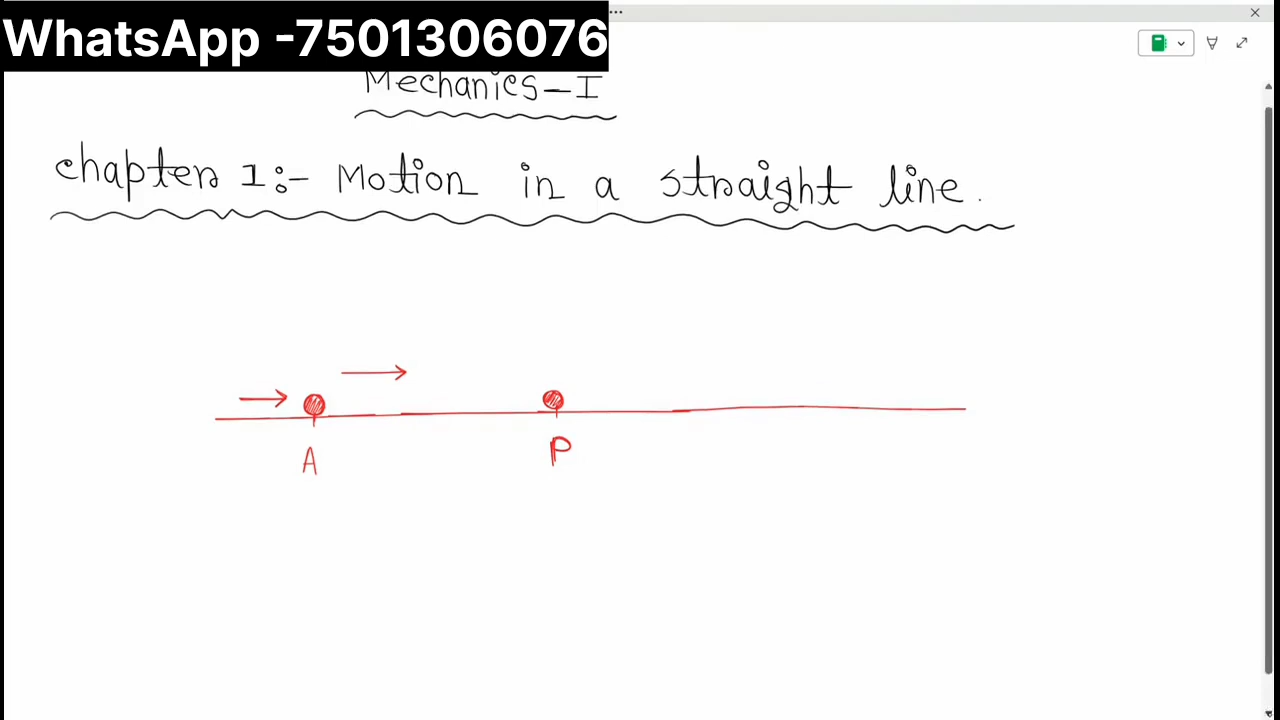 WhatsApp -7501306076
Mechanics-I
chapter 1:- Motion in a straight line.
A
P